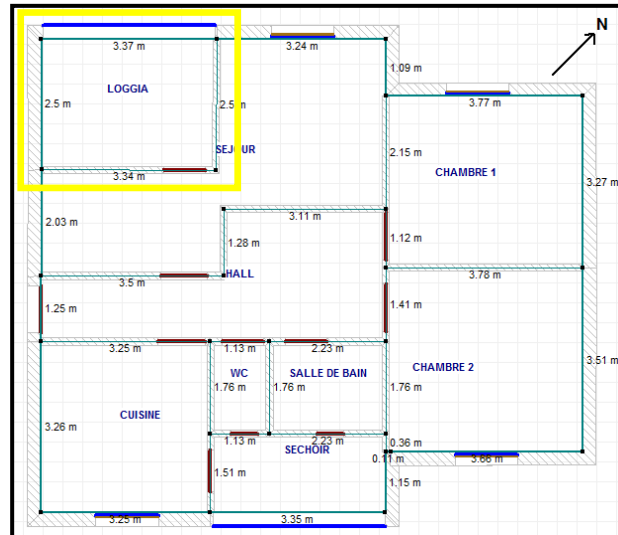 N
3.37 m
3.24 m
1.09 m
LOGGIA
3.77 m
2.5 m
2.5
SEJOUR
2.15 m
CHAMBRE 1
3.34 m
3.27 m
3.11 m
2.03 m
1.28 m
1.12 m
HALL
3.5 m
3.78 m
1.25 m
1.41 m
3.25 m
1.13 m
2.23 m
3.51 m
WC
SALLE DE BAIN
CHAMBRE 2
1.76 m
1.76 m
1.76 m
CUISINE
3.26 m
1.13 m
2.23 m
0.36 m
SECHOIR
0.11 m
3.66 m
1.51 m
1.15 m
3.25 m
3.35 m